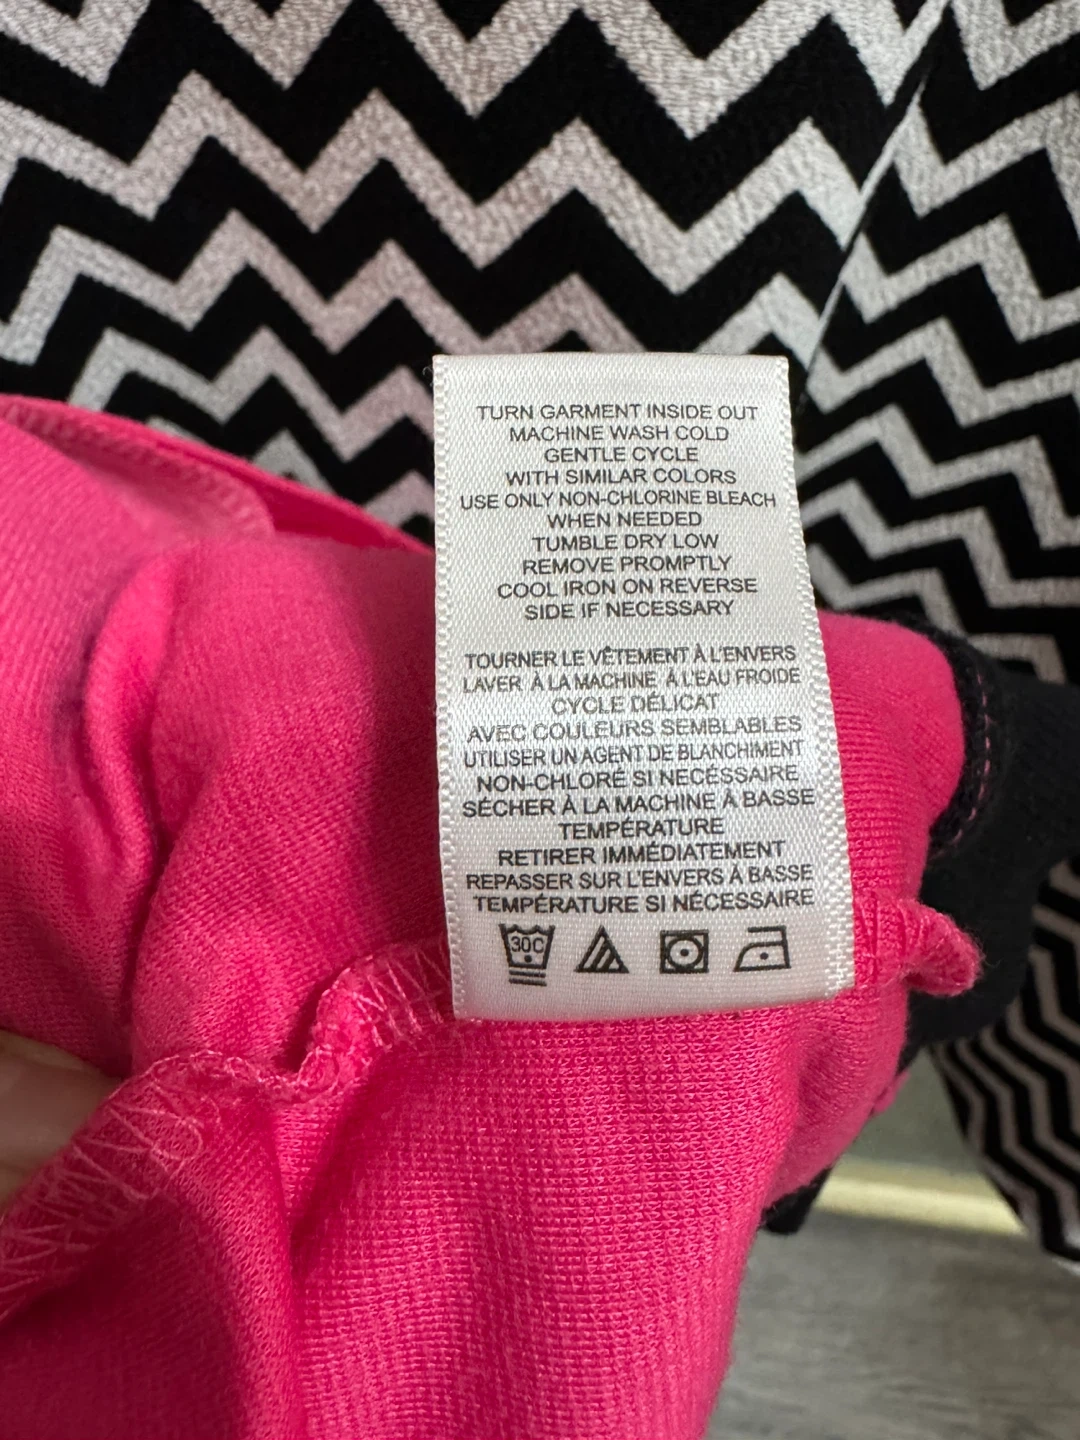 TURN GARMENT INSIDE OUT
MACHINE WASH COLD
GENTLE CYCLE
WITH SIMILAR COLORS
USE ONLY NON-CHLORINE BLEACH
WHEN NEEDED
TUMBLE DRY LOW
REMOVE PROMPTLY
COOL IRON ON REVERSE
SIDE IF NECESSARY
TOURNER LE VÊTEMENT À L'ENVERS
LAVER À LA MACHINE À L'EAU FROIDE
CYCLE DÉLICAT
AVEC COULEURS SEMBLABLES
UTILISER UN AGENT DE BLANCHIMENT
NON-CHLORÉ SI NECÉSSAIRE
SÉCHER À LA MACHINE À BASSE
TEMPÉRATURE
RETIRER IMMÉDIATEMENT
REPASSER SUR L'ENVERS À BASSE
TEMPÉRATURE SI NÉCESSAIRE
30C